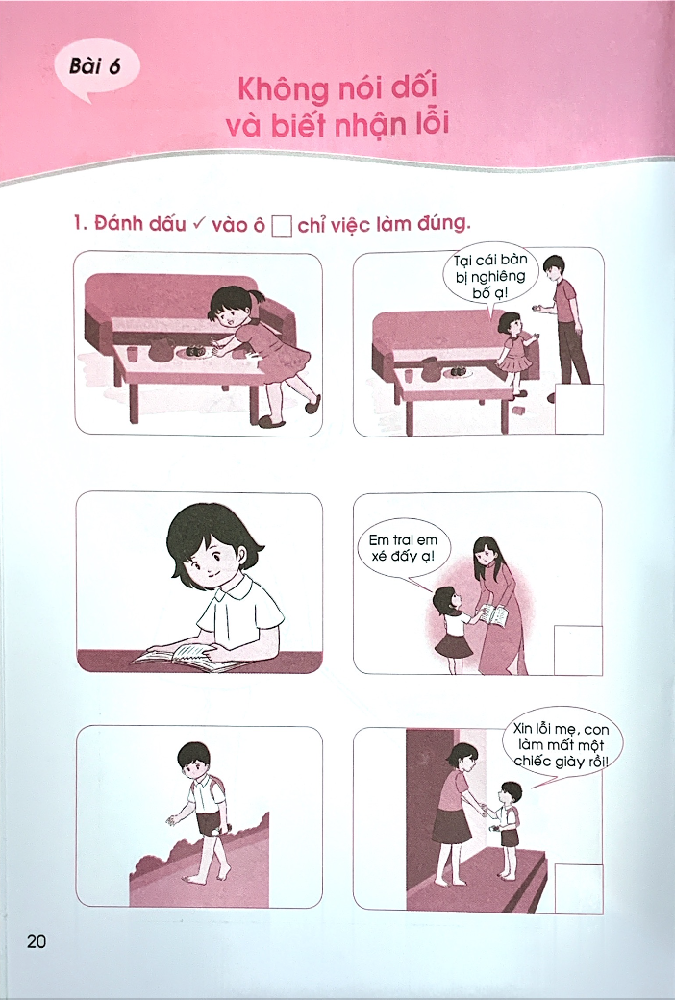 Bài 6
Không nói dối
và biết nhận lỗi
1. Đánh dấu ✓ vào ô □ chỉ việc làm đúng.
Tại cái bàn
bị nghiêng
bố ạ!
Em trai em
xé đấy ạ!
Xin lỗi mẹ, con
làm mất một
chiếc giày rồi!
20